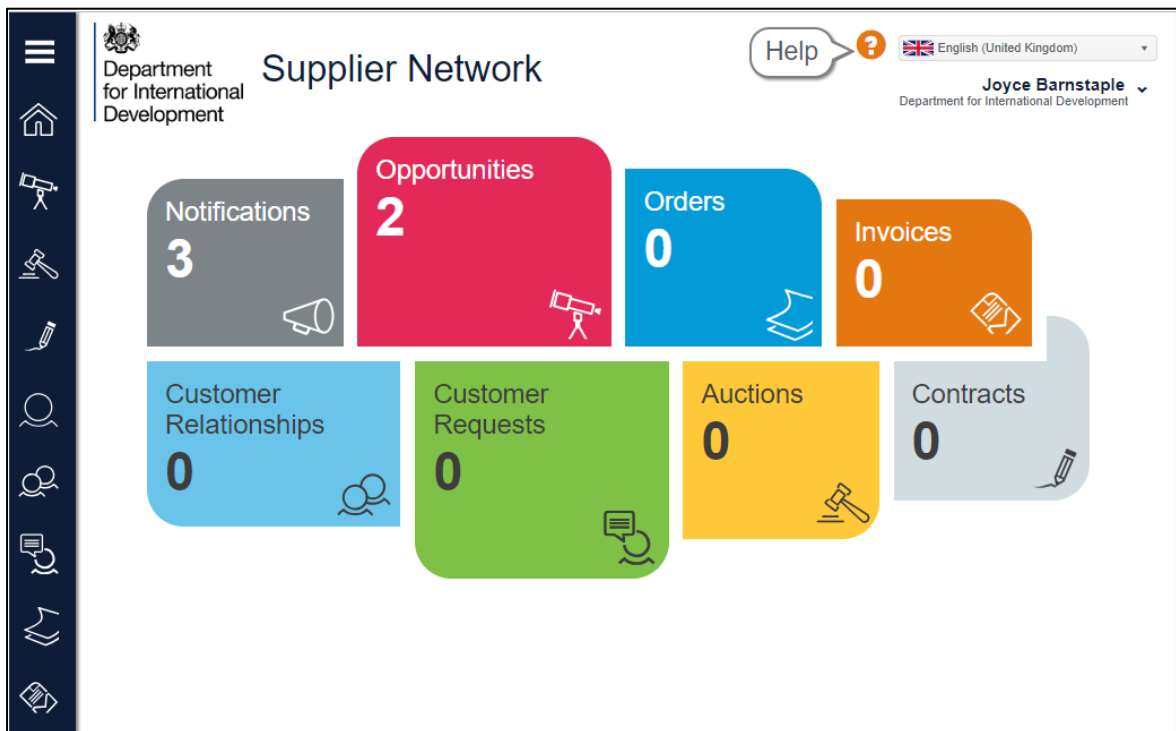 Department
for International
Development
Supplier Network
Help
?
English (United Kingdom)
Joyce Barnstaple
Department for International Development
Notifications
3
Opportunities
2
Orders
0
Invoices
0
Customer
Relationships
0
Customer
Requests
0
Auctions
0
Contracts
0